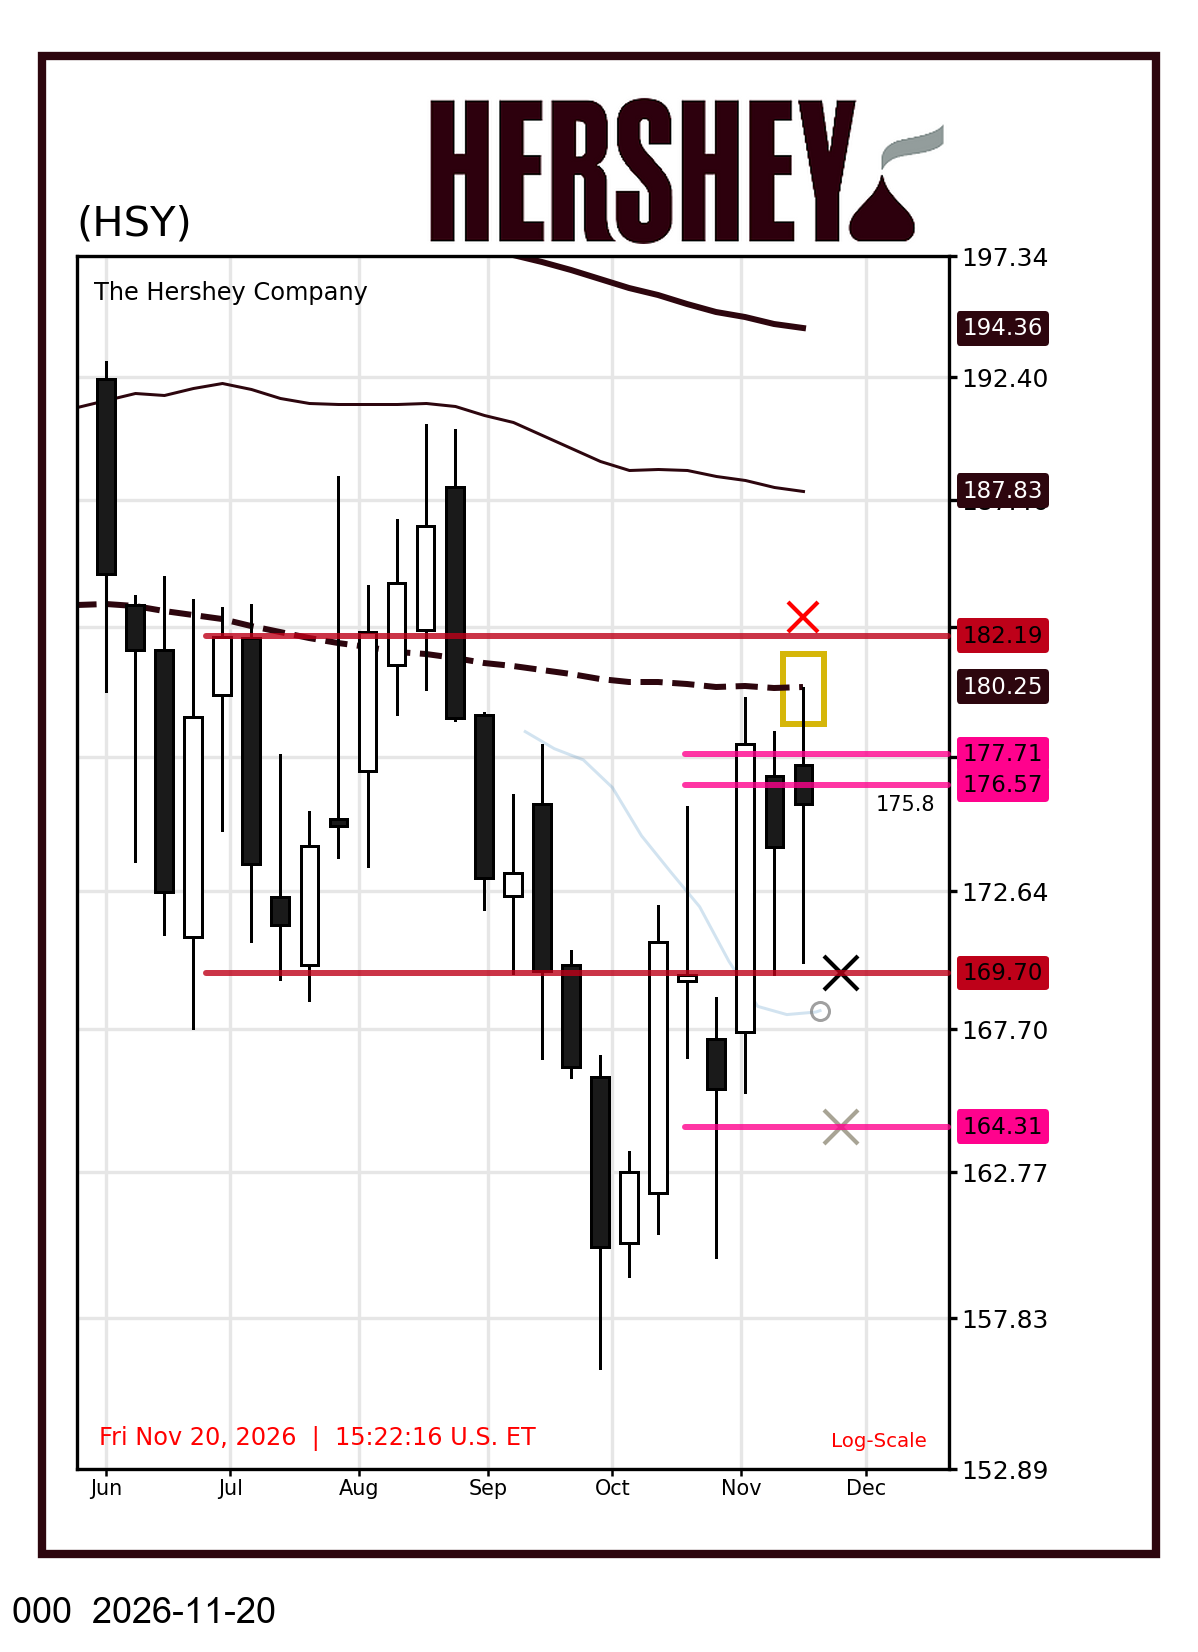 HERSHEY
(HSY)
The Hershey Company
197.34
194.36
192.40
187.83
182.19
180.25
177.71
176.57
175.8
172.64
169.70
167.70
164.31
162.77
157.83
152.89
Fri Nov 20, 2026 | 15:22:16 U.S. ET
Log-Scale
Jun Jul Aug Sep Oct Nov Dec
000 2026-11-20